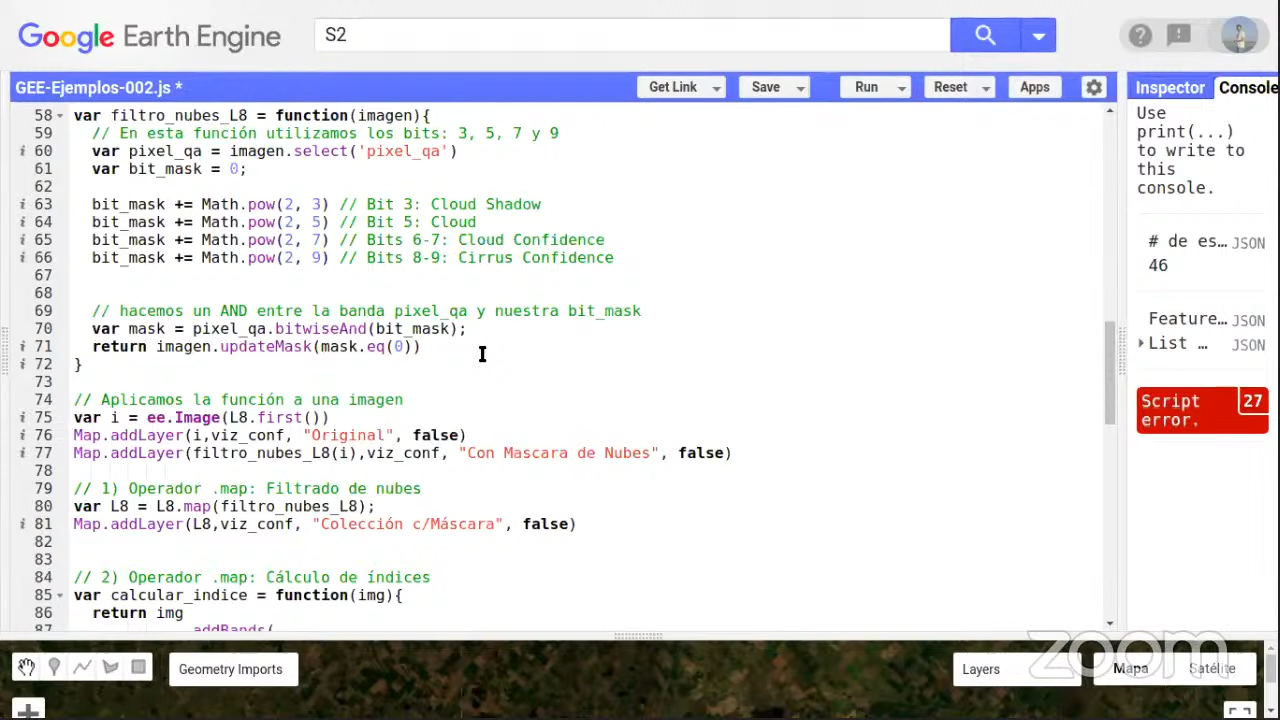 Google Earth Engine
S2
GEE-Ejemplos-002.js *
Get Link
Save
Run
Reset
Apps
Inspector
Console
58 var filtro_nubes_L8 = function(imagen){
59 // En esta función utilizamos los bits: 3, 5, 7 y 9
60 var pixel_qa = imagen.select('pixel_qa')
61 var bit_mask = 0;
62
63 bit_mask += Math.pow(2, 3) // Bit 3: Cloud Shadow
64 bit_mask += Math.pow(2, 5) // Bit 5: Cloud
65 bit_mask += Math.pow(2, 7) // Bits 6-7: Cloud Confidence
66 bit_mask += Math.pow(2, 9) // Bits 8-9: Cirrus Confidence
67
68
69 // hacemos un AND entre la banda pixel_qa y nuestra bit_mask
70 var mask = pixel_qa.bitwiseAnd(bit_mask);
71 return imagen.updateMask(mask.eq(0))
72 }
73
74 // Aplicamos la función a una imagen
75 var i = ee.Image(L8.first())
76 Map.addLayer(i,viz_conf, "Original", false)
77 Map.addLayer(filtro_nubes_L8(i),viz_conf, "Con Mascara de Nubes", false)
78
79 // 1) Operador .map: Filtrado de nubes
80 var L8 = L8.map(filtro_nubes_L8);
81 Map.addLayer(L8,viz_conf, "Colección c/Máscara", false)
82
83
84 // 2) Operador .map: Cálculo de índices
85 var calcular_indice = function(img){
86 return img
87 .addBands(
Use
print(...)
to write to
this
console.
# de es... JSON
46
Feature... JSON
List ... JSON
Script error. 27
Geometry Imports
Layers
Mapa
Satélite
zoom